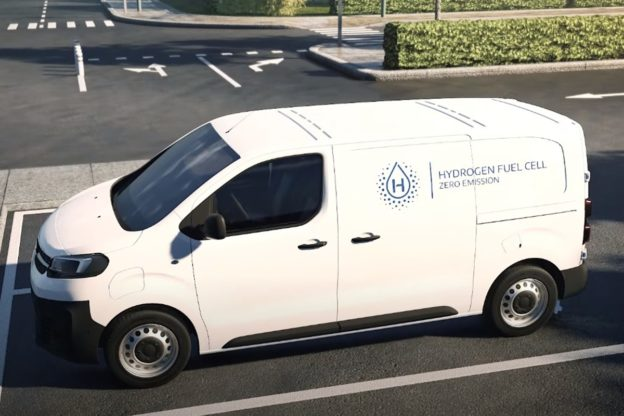 H
HYDROGEN FUEL CELL
ZERO EMISSION